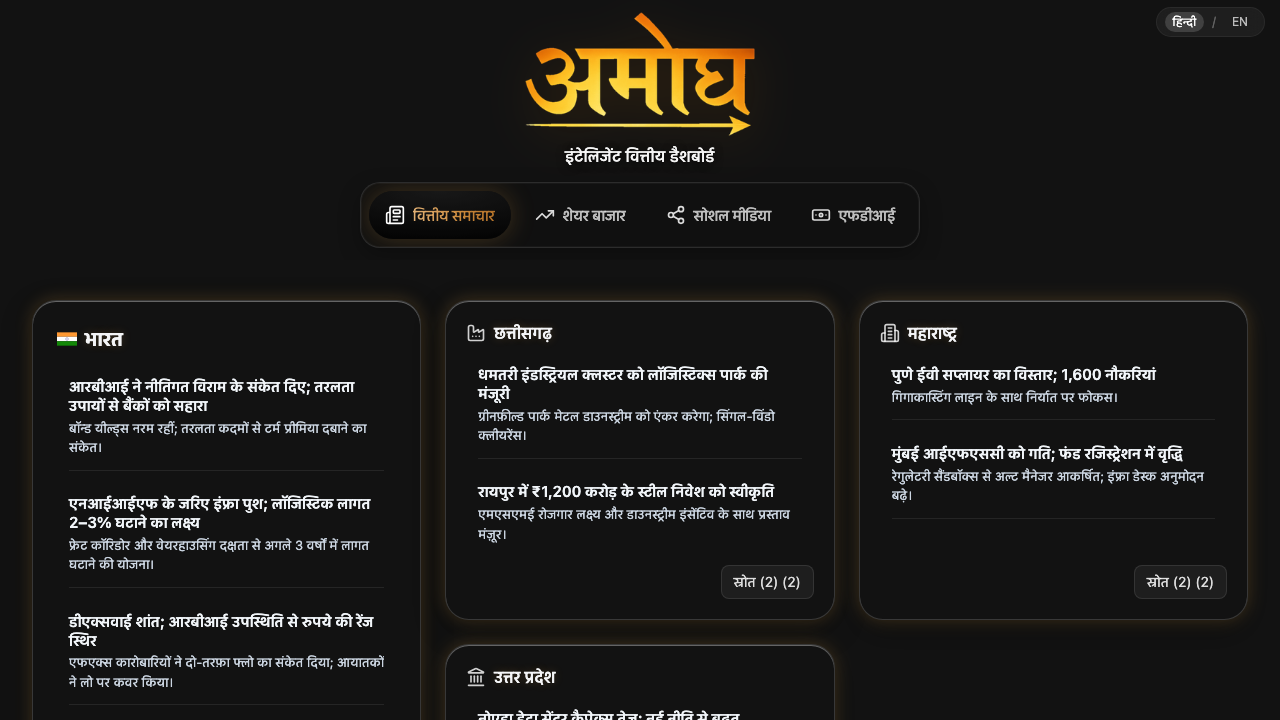 हिन्दी / EN
अमोघ
इंटेलिजेंट वित्तीय डैशबोर्ड
वित्तीय समाचार
शेयर बाजार
सोशल मीडिया
एफडीआई
भारत
आरबीआई ने नीतिगत विराम के संकेत दिए; तरलता
उपायों से बैंकों को सहारा
बॉन्ड यील्ड्स नरम रहीं; तरलता कदमों से टर्म प्रीमिया दबाने का
संकेत।
एनआईआईएफ के जरिए इंफ्रा पुश; लॉजिस्टिक लागत
2–3% घटाने का लक्ष्य
फ्रेट कॉरिडोर और वेयरहाउसिंग दक्षता से अगले 3 वर्षों में लागत
घटाने की योजना।
डीएक्सवाई शांत; आरबीआई उपस्थिति से रुपये की रेंज
स्थिर
एफएक्स कारोबारियों ने दो-तरफ़ा फ्लो का संकेत दिया; आयातकों
ने लो पर कवर किया।
छत्तीसगढ़
धमतरी इंडस्ट्रियल क्लस्टर को लॉजिस्टिक्स पार्क की
मंजूरी
ग्रीनफ़ील्ड पार्क मेटल डाउनस्ट्रीम को एंकर करेगा; सिंगल-विंडो
क्लीयरेंस।
रायपुर में ₹1,200 करोड़ के स्टील निवेश को स्वीकृति
एमएसएमई रोजगार लक्ष्य और डाउनस्ट्रीम इंसेंटिव के साथ प्रस्ताव
मंज़ूर।
स्रोत (2) (2)
महाराष्ट्र
पुणे ईवी सप्लायर का विस्तार; 1,600 नौकरियां
गिगाकास्टिंग लाइन के साथ निर्यात पर फोकस।
मुंबई आईएफएससी को गति; फंड रजिस्ट्रेशन में वृद्धि
रेगुलेटरी सैंडबॉक्स से अल्ट मैनेजर आकर्षित; इंफ्रा डेस्क अनुमोदन
बढ़े।
स्रोत (2) (2)
उत्तर प्रदेश
नोएडा डेटा सेंटर कैपेक्स तेज; नई नीति से बढ़त